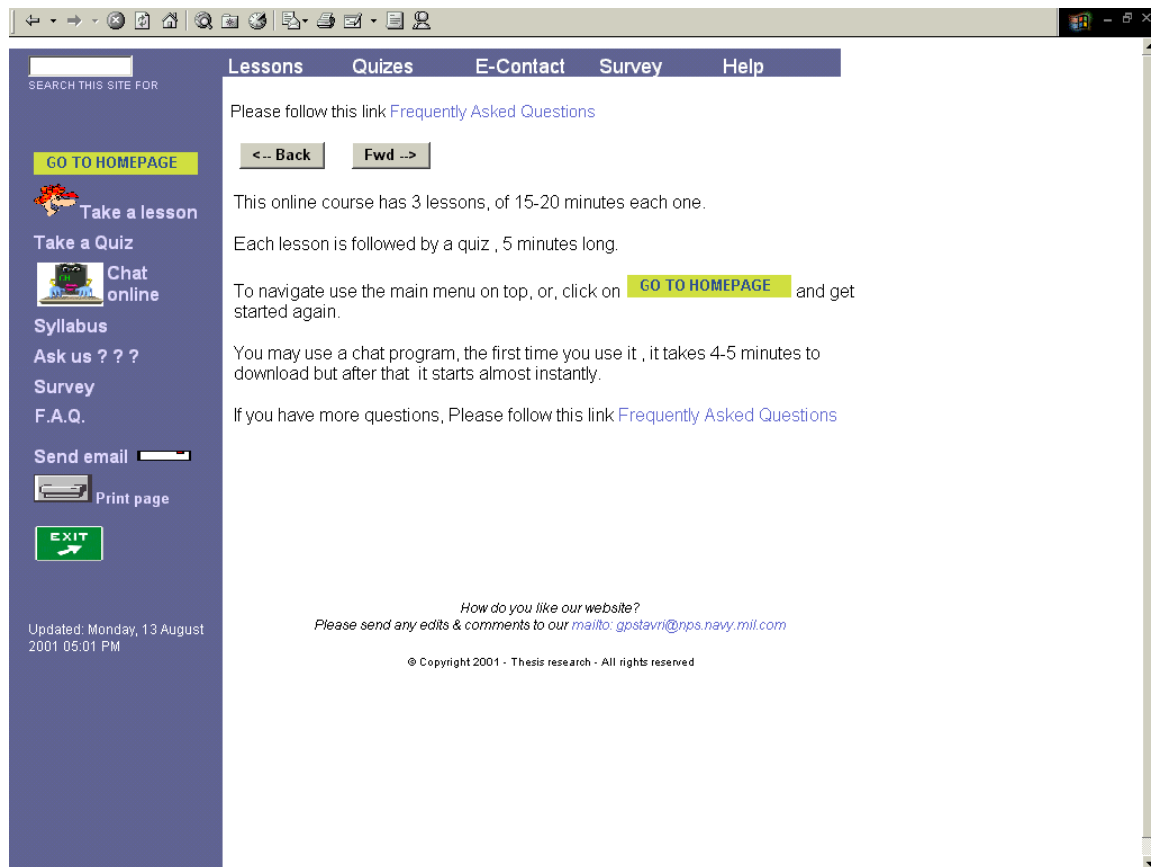 SEARCH THIS SITE FOR
GO TO HOMEPAGE
Take a lesson
Take a Quiz
Chat
online
Syllabus
Ask us ? ? ?
Survey
F.A.Q.
Send email
Print page
EXIT
Updated: Monday, 13 August
2001 05:01 PM
Lessons Quizes E-Contact Survey Help
Please follow this link Frequently Asked Questions
<-- Back Fwd -->
This online course has 3 lessons, of 15-20 minutes each one.
Each lesson is followed by a quiz , 5 minutes long.
To navigate use the main menu on top, or, click on GO TO HOMEPAGE and get
started again.
You may use a chat program, the first time you use it , it takes 4-5 minutes to
download but after that it starts almost instantly.
If you have more questions, Please follow this link Frequently Asked Questions
How do you like our website?
Please send any edits & comments to our mailto: gpstavri@nps.navy.mil.com
© Copyright 2001 - Thesis research - All rights reserved